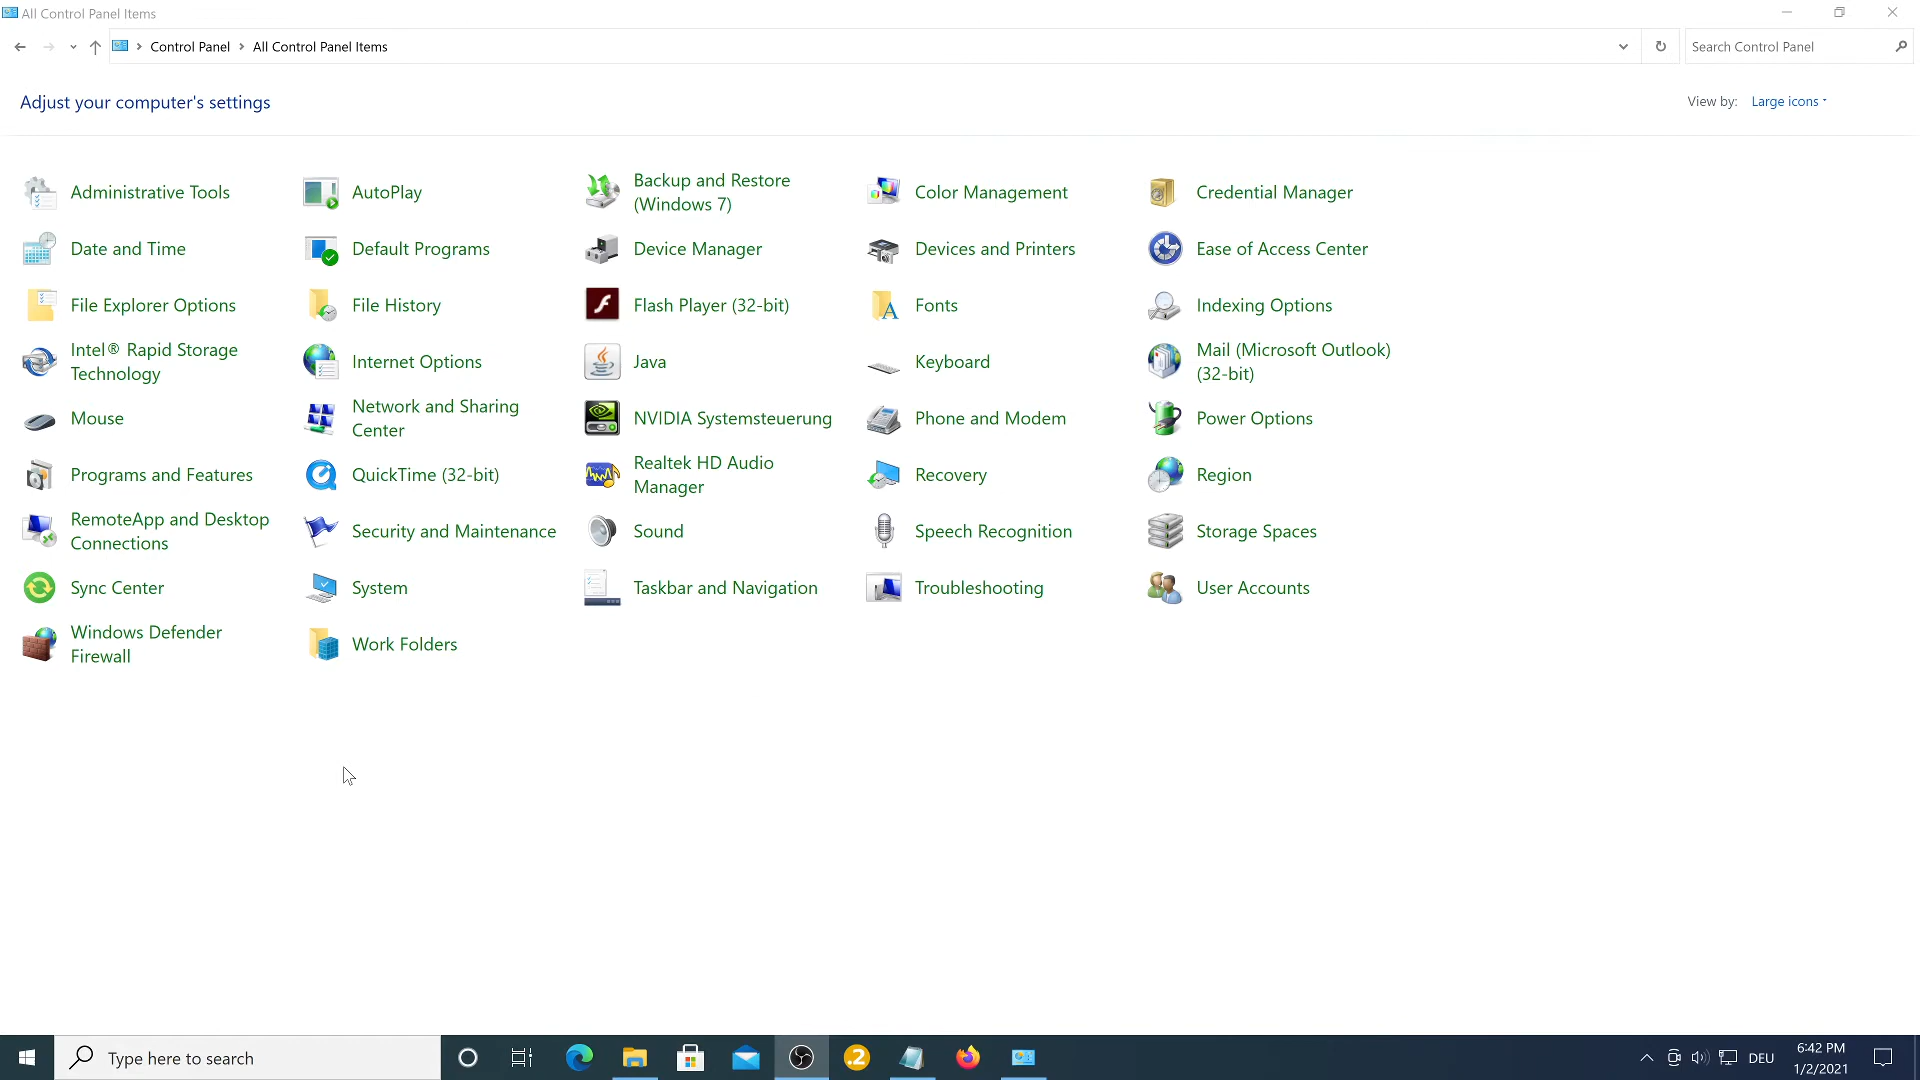 All Control Panel Items
Control Panel > All Control Panel Items
Search Control Panel
Adjust your computer's settings
View by: Large icons
Administrative Tools
AutoPlay
Backup and Restore
(Windows 7)
Color Management
Credential Manager
Date and Time
Default Programs
Device Manager
Devices and Printers
Ease of Access Center
File Explorer Options
File History
Flash Player (32-bit)
Fonts
Indexing Options
Intel® Rapid Storage
Technology
Internet Options
Java
Keyboard
Mail (Microsoft Outlook)
(32-bit)
Mouse
Network and Sharing
Center
NVIDIA Systemsteuerung
Phone and Modem
Power Options
Programs and Features
QuickTime (32-bit)
Realtek HD Audio
Manager
Recovery
Region
RemoteApp and Desktop
Connections
Security and Maintenance
Sound
Speech Recognition
Storage Spaces
Sync Center
System
Taskbar and Navigation
Troubleshooting
User Accounts
Windows Defender
Firewall
Work Folders
Type here to search
.2
DEU
6:42 PM
1/2/2021